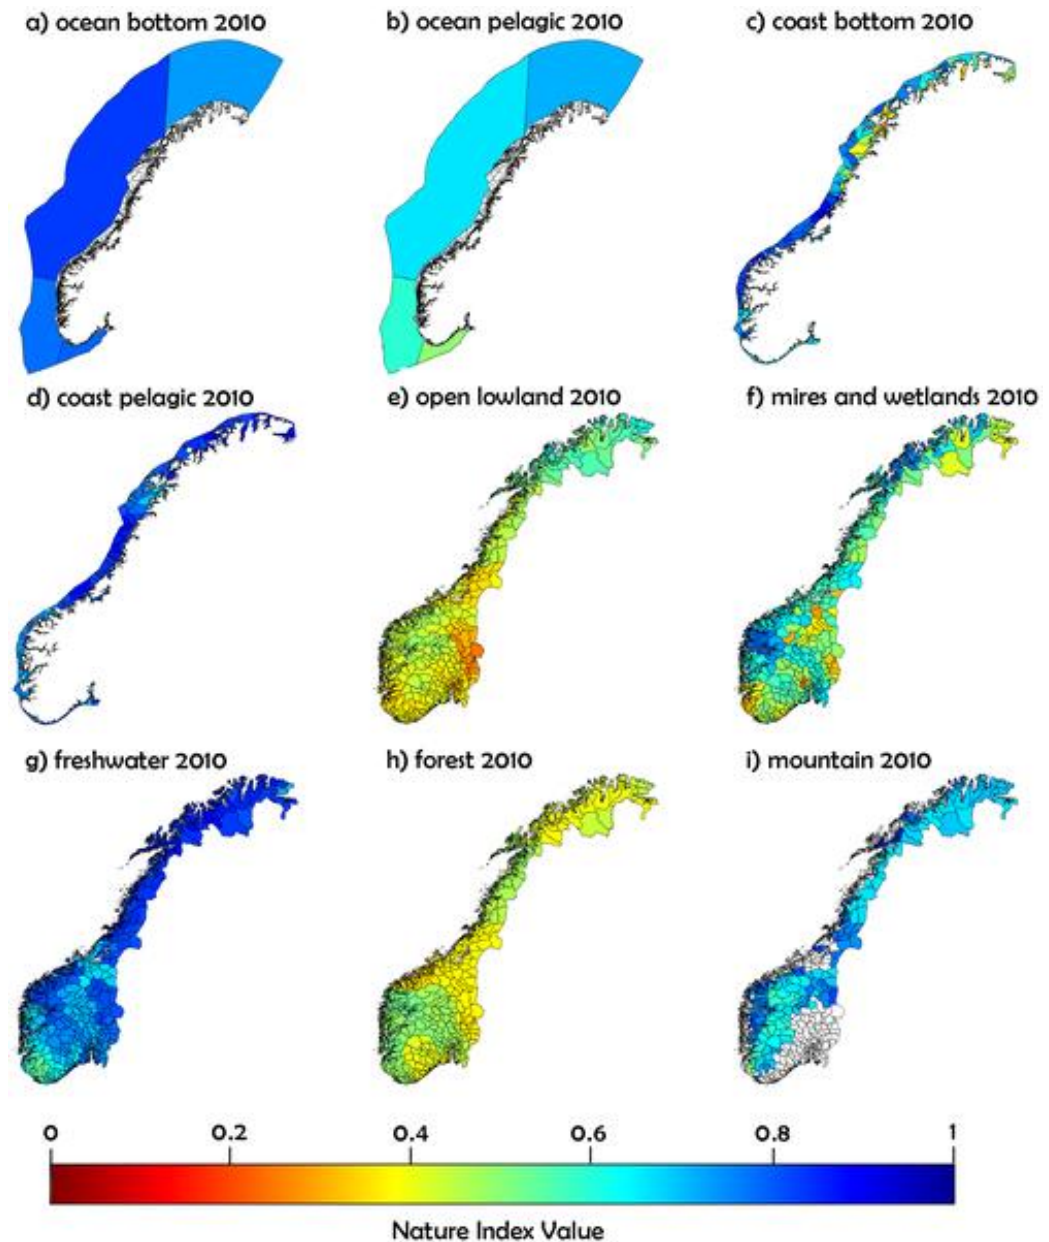 a) ocean bottom 2010
b) ocean pelagic 2010
c) coast bottom 2010
d) coast pelagic 2010
e) open lowland 2010
f) mires and wetlands 2010
g) freshwater 2010
h) forest 2010
i) mountain 2010
0 0.2 0.4 0.6 0.8 1
Nature Index Value